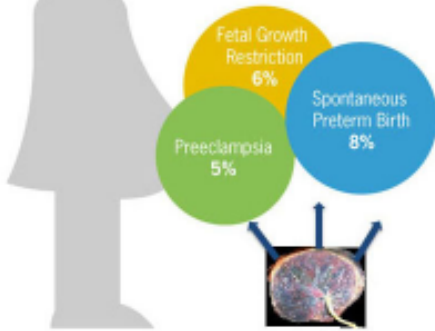 Fetal Growth
Restriction
6%
Spontaneous
Preterm Birth
8%
Preeclampsia
5%